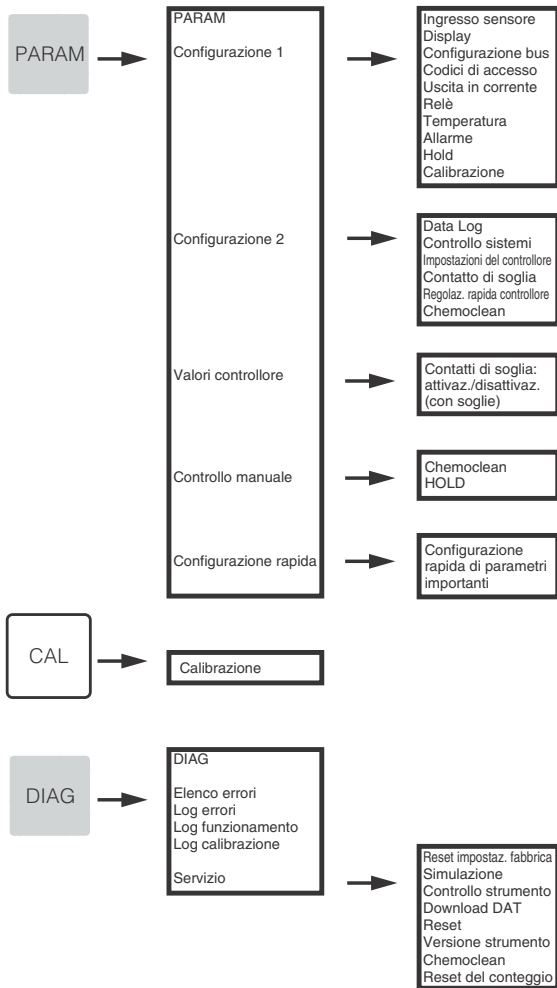 PARAM
PARAM
Configurazione 1
Ingresso sensore
Display
Configurazione bus
Codici di accesso
Uscita in corrente
Relè
Temperatura
Allarme
Hold
Calibrazione
Configurazione 2
Data Log
Controllo sistemi
Impostazioni del controllore
Contatto di soglia
Regolaz. rapida controllore
Chemoclean
Valori controllore
Contatti di soglia:
attivaz./disattivaz.
(con soglie)
Controllo manuale
Chemoclean
HOLD
Configurazione rapida
Configurazione
rapida di parametri
importanti
CAL
Calibrazione
DIAG
DIAG
Elenco errori
Log errori
Log funzionamento
Log calibrazione
Servizio
Reset impostaz. fabbrica
Simulazione
Controllo strumento
Download DAT
Reset
Versione strumento
Chemoclean
Reset del conteggio